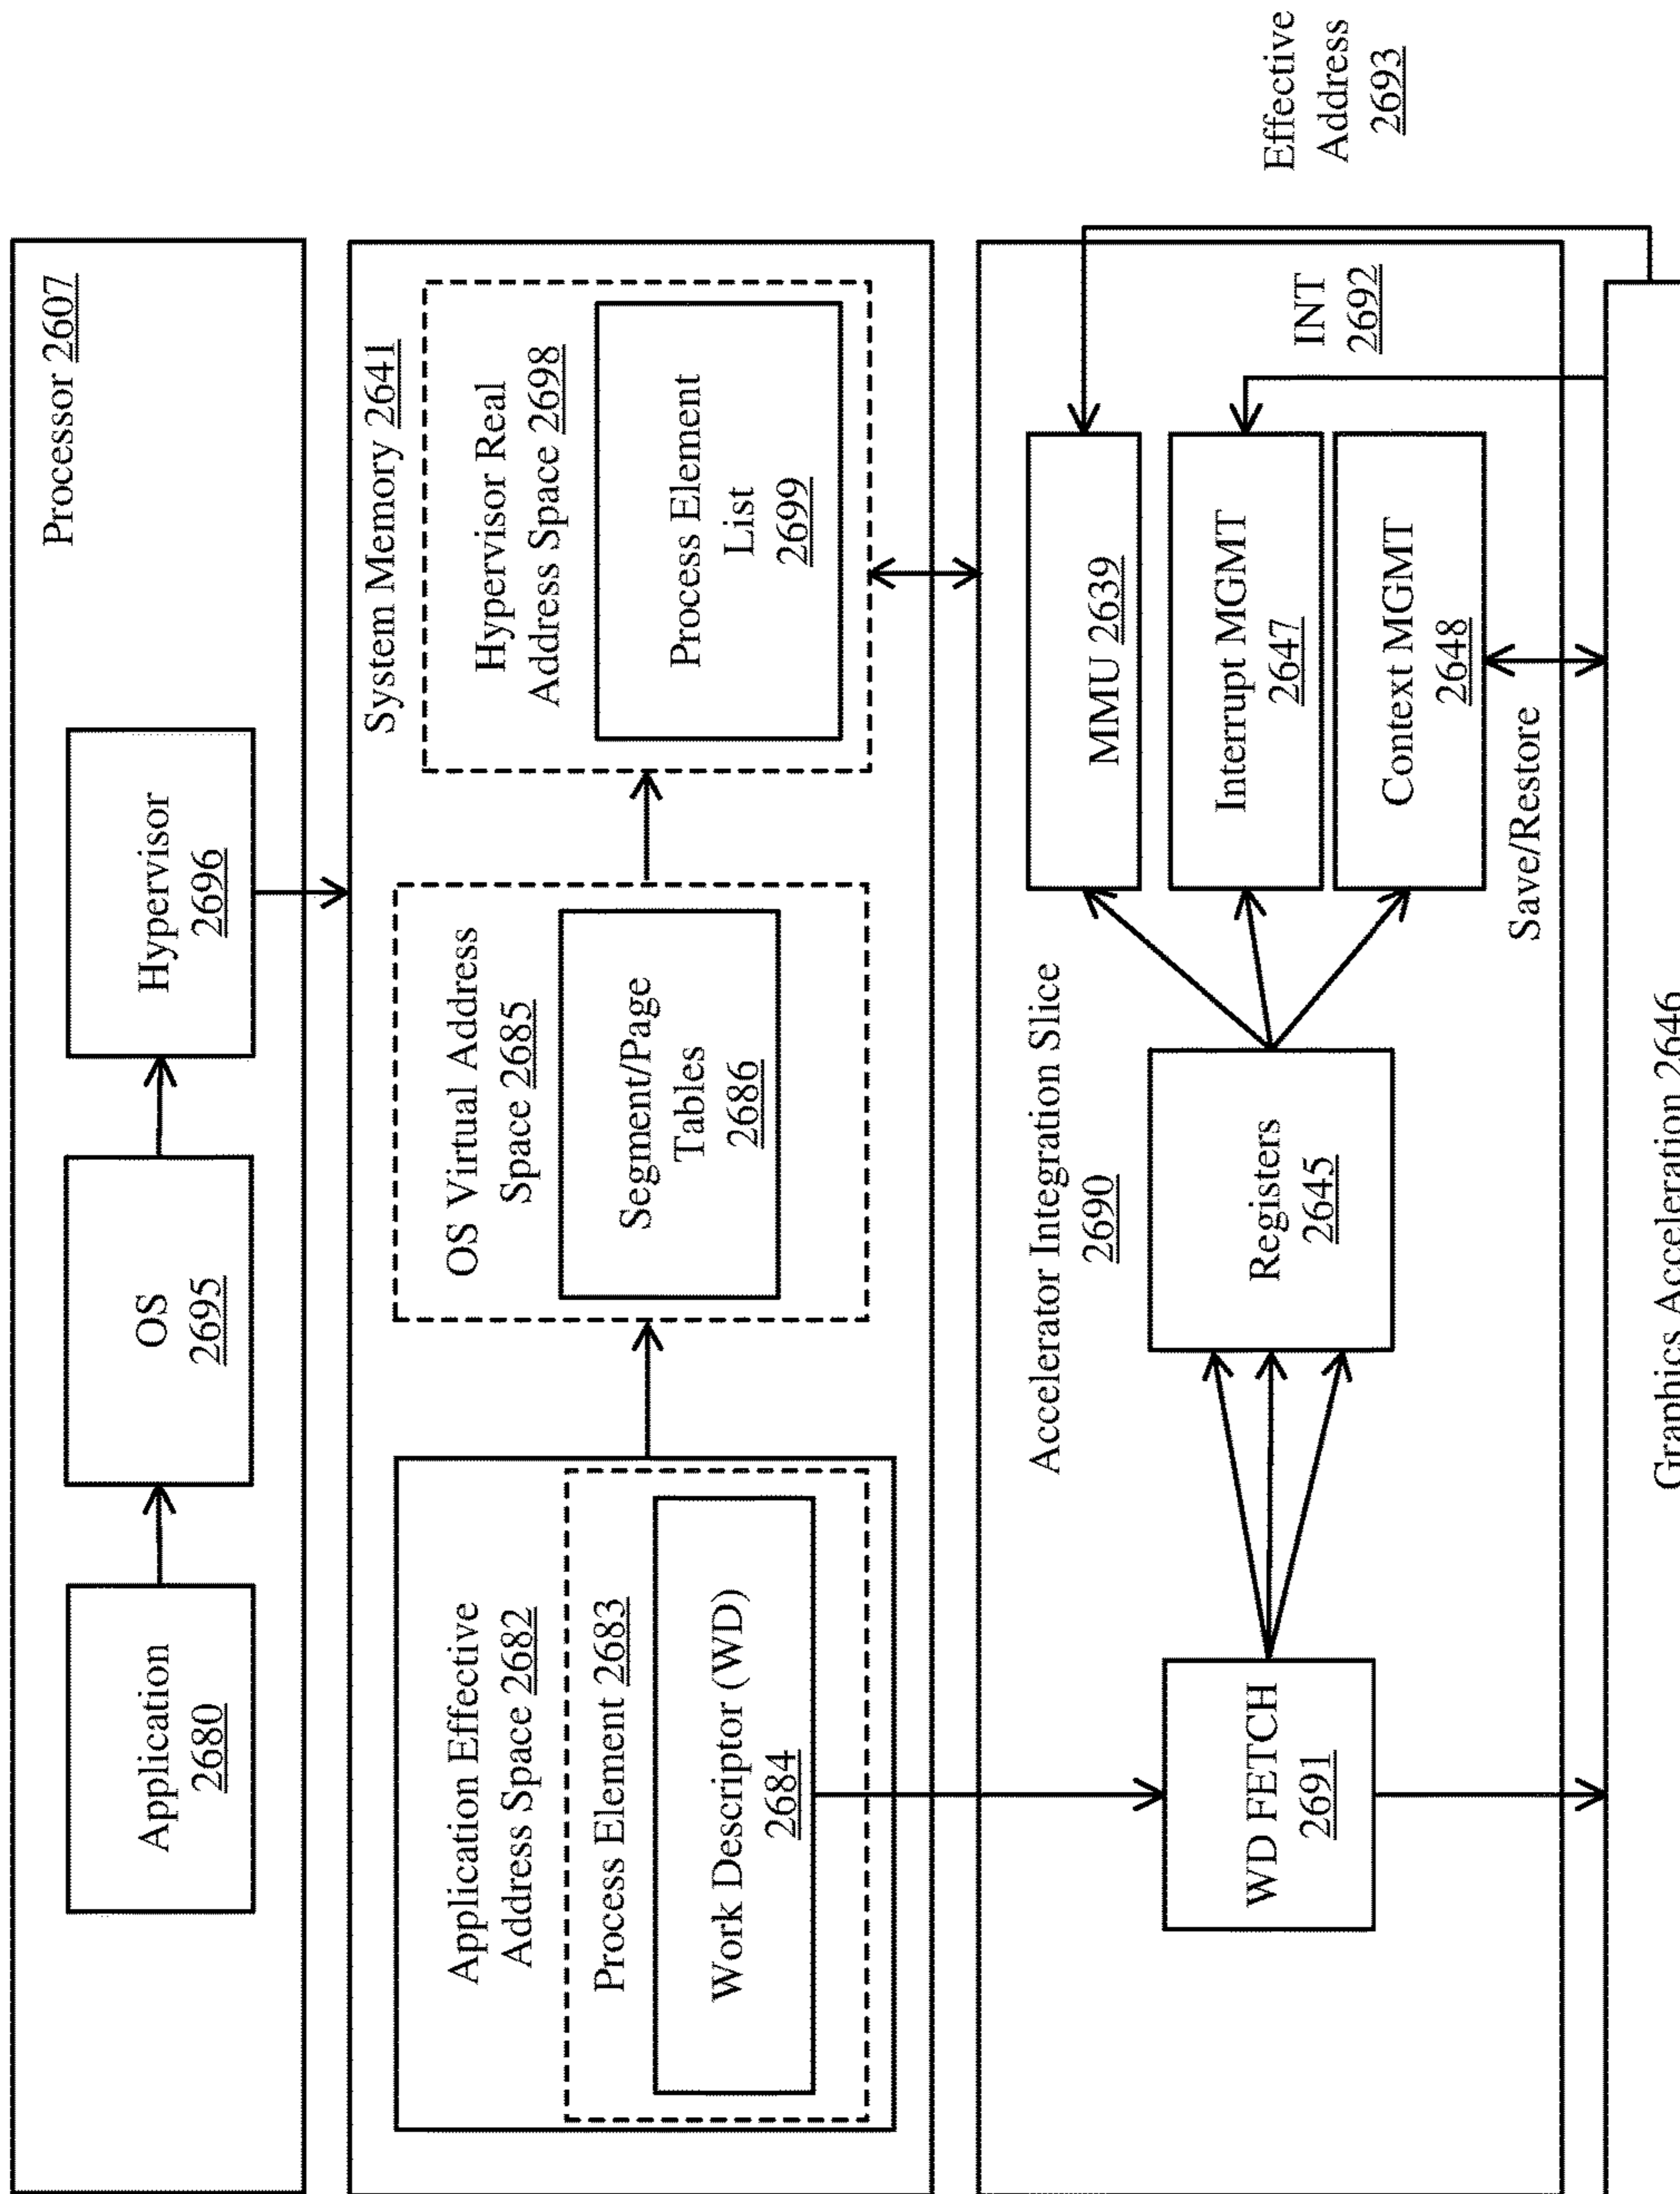 Processor 2607
Application
2680
OS
2695
Hypervisor
2696
System Memory 2641
Application Effective
Address Space 2682
Process Element 2683
Work Descriptor (WD)
2684
OS Virtual Address
Space 2685
Segment/Page
Tables
2686
Hypervisor Real
Address Space 2698
Process Element
List
2699
Accelerator Integration Slice
2690
WD FETCH
2691
Registers
2645
MMU 2639
Interrupt MGMT
2647
Context MGMT
2648
Save/Restore
INT
2692
Effective
Address
2693
Graphics Acceleration 2646